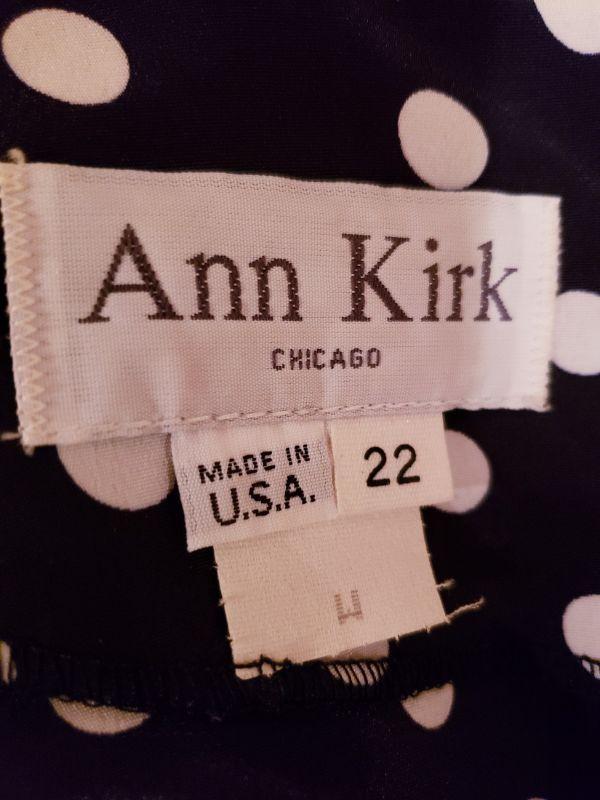 Ann Kirk
CHICAGO
MADE IN
U.S.A.
22
W